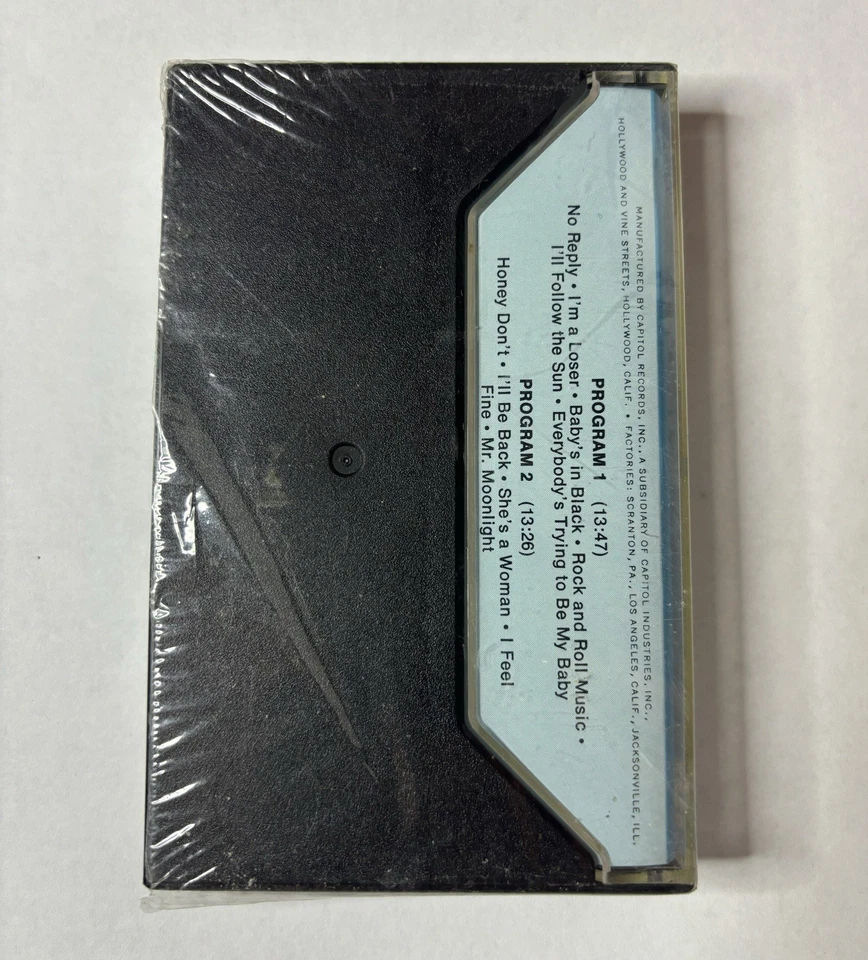 MANUFACTURED BY CAPITOL RECORDS, INC., A SUBSIDIARY OF CAPITOL INDUSTRIES, INC.,
HOLLYWOOD AND VINE STREETS, HOLLYWOOD, CALIF. • FACTORIES: SCRANTON, PA., LOS ANGELES, CALIF., JACKSONVILLE, ILL.
PROGRAM 1 (13:47)
No Reply • I'm a Loser • Baby's in Black • Rock and Roll Music •
I'll Follow the Sun • Everybody's Trying to Be My Baby
PROGRAM 2 (13:26)
Honey Don't • I'll Be Back • She's a Woman • I Feel
Fine • Mr. Moonlight